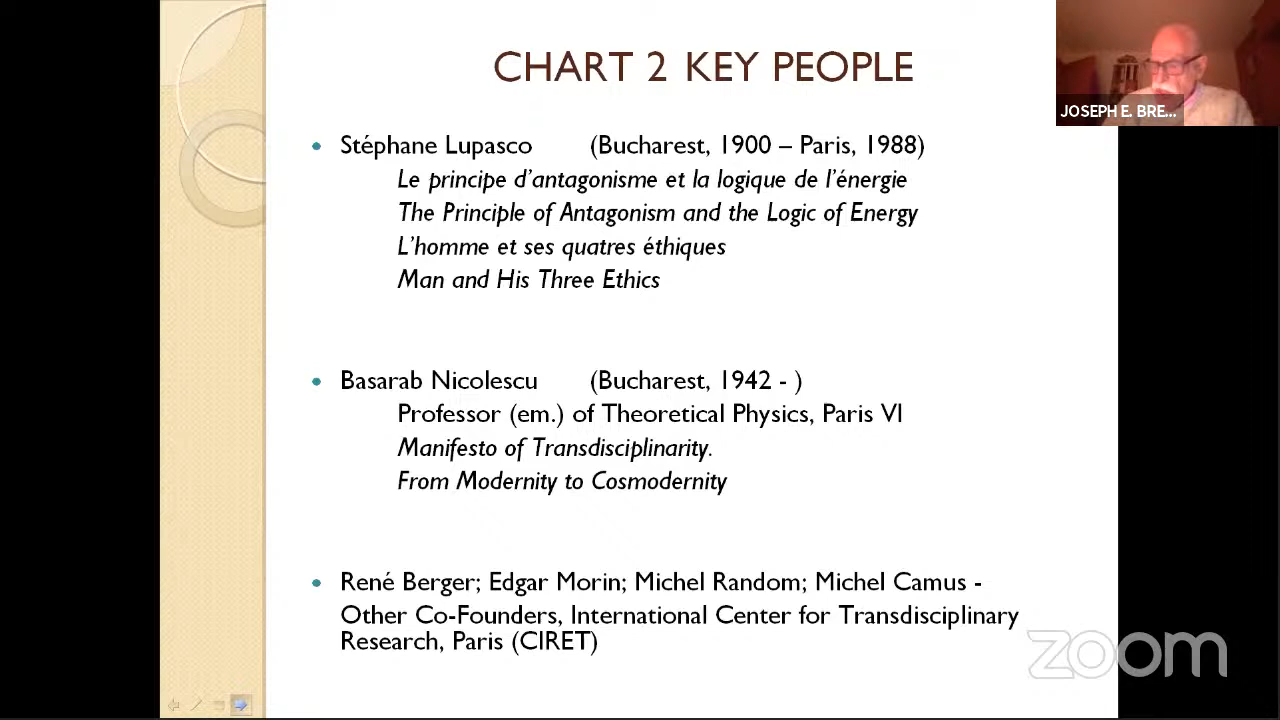 CHART 2 KEY PEOPLE
JOSEPH E. BRE...
• Stéphane Lupasco (Bucharest, 1900 – Paris, 1988)
Le principe d'antagonisme et la logique de l'énergie
The Principle of Antagonism and the Logic of Energy
L'homme et ses quatres éthiques
Man and His Three Ethics
• Basarab Nicolescu (Bucharest, 1942 - )
Professor (em.) of Theoretical Physics, Paris VI
Manifesto of Transdisciplinarity.
From Modernity to Cosmodernity
• René Berger; Edgar Morin; Michel Random; Michel Camus -
Other Co-Founders, International Center for Transdisciplinary
Research, Paris (CIRET)
zoom